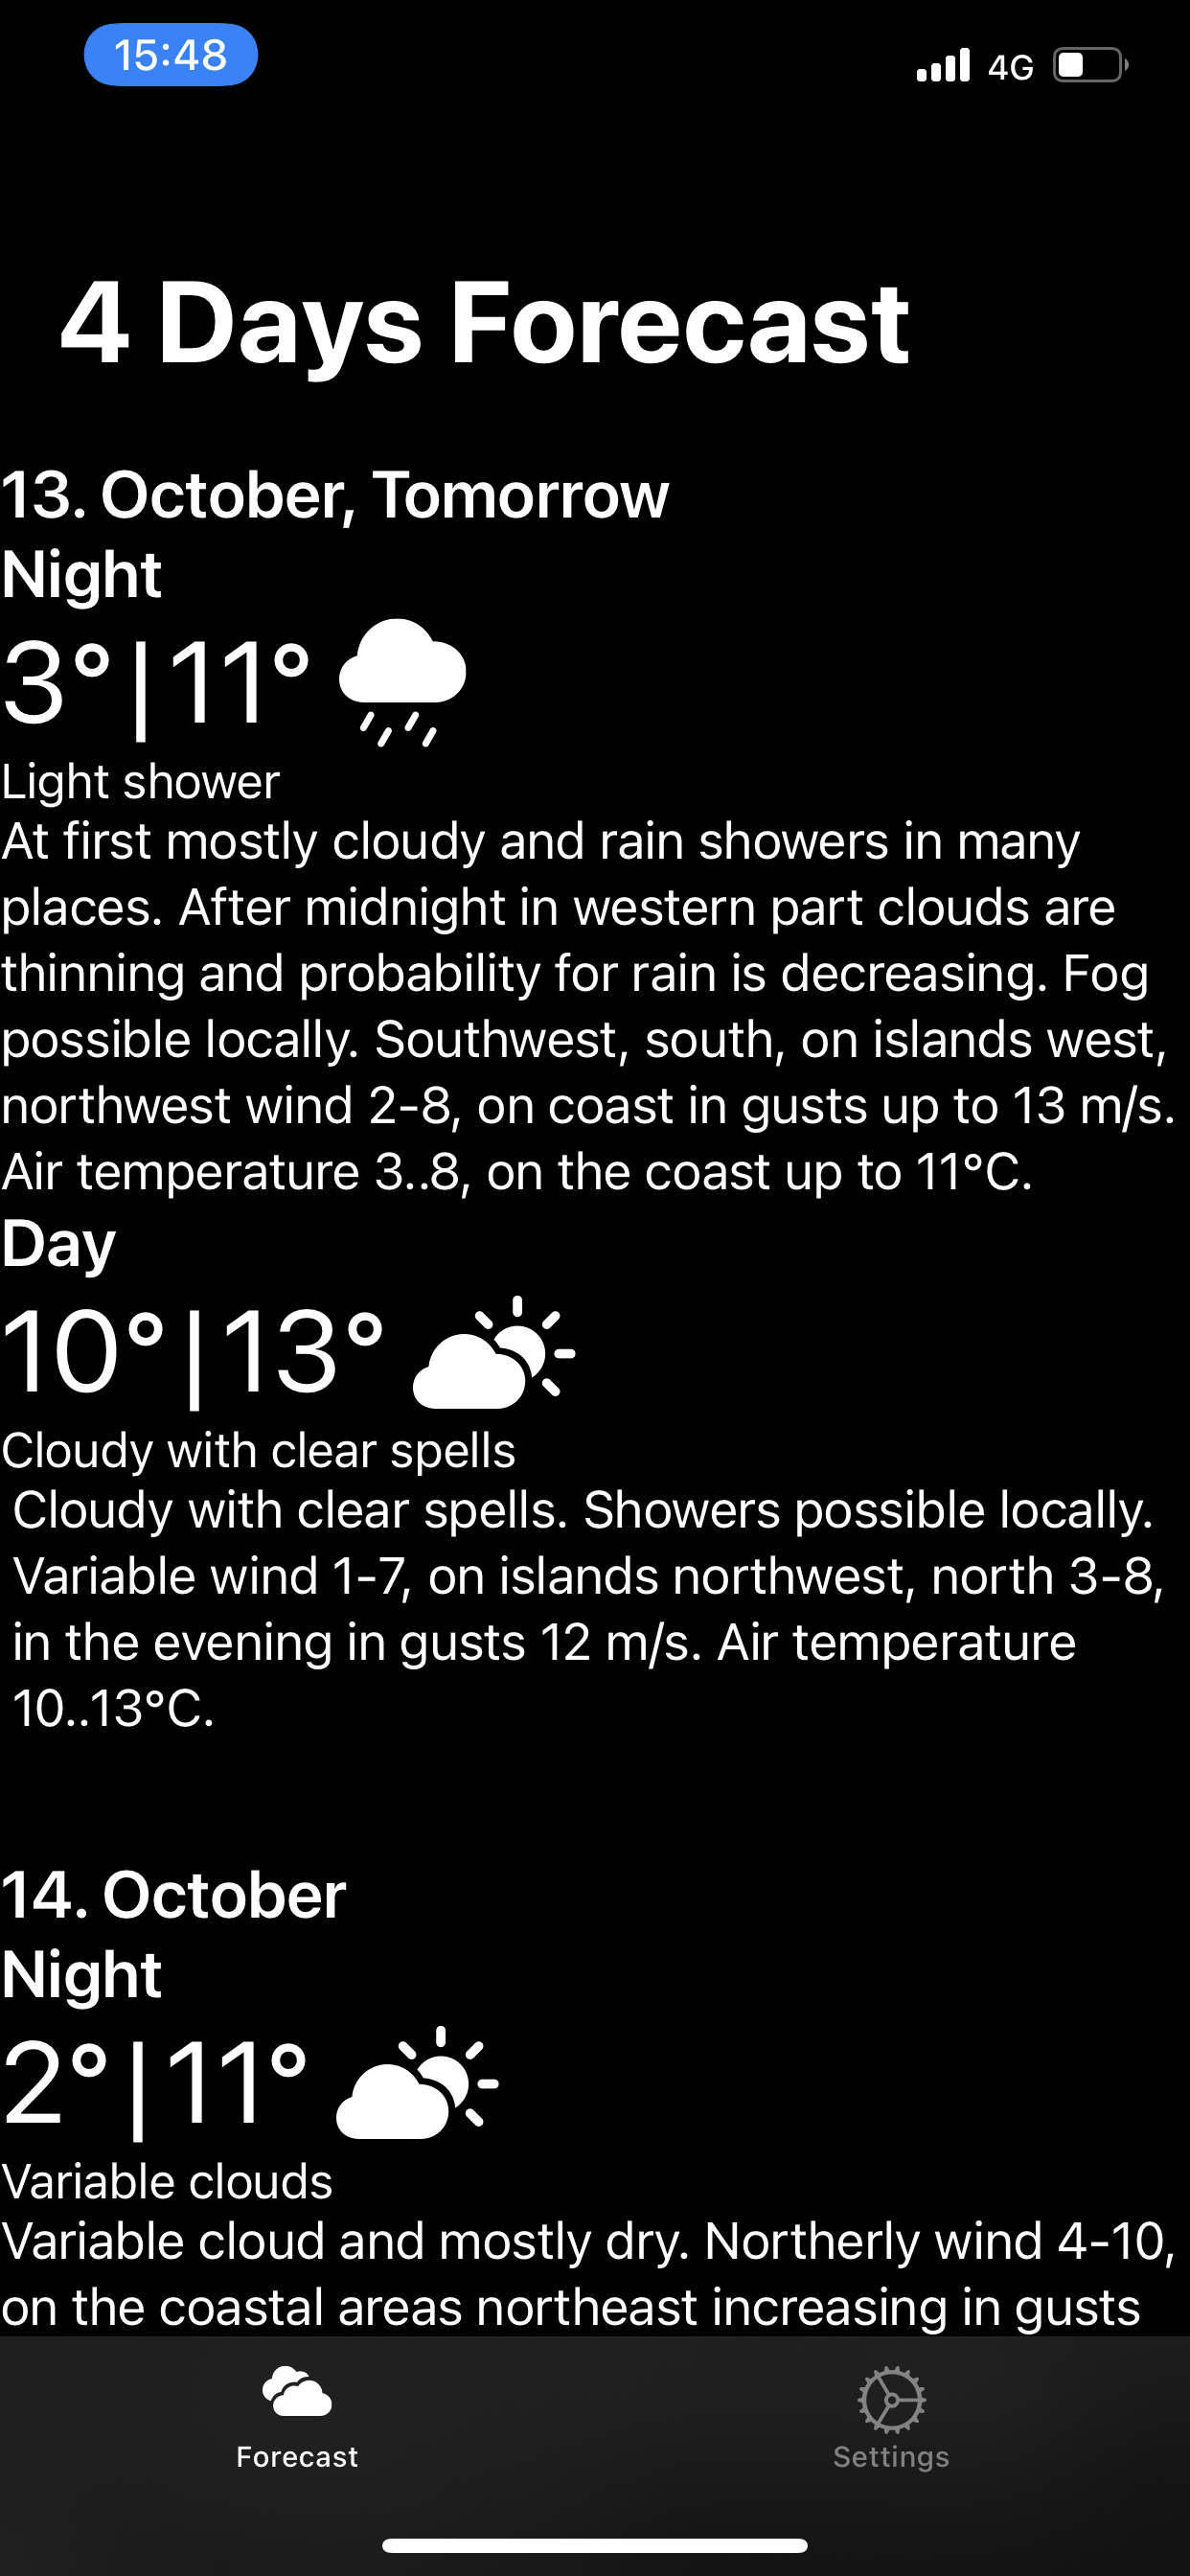 15:48
4G
4 Days Forecast
13. October, Tomorrow
Night
3°|11°
Light shower
At first mostly cloudy and rain showers in many
places. After midnight in western part clouds are
thinning and probability for rain is decreasing. Fog
possible locally. Southwest, south, on islands west,
northwest wind 2-8, on coast in gusts up to 13 m/s.
Air temperature 3..8, on the coast up to 11°C.
Day
10°|13°
Cloudy with clear spells
Cloudy with clear spells. Showers possible locally.
Variable wind 1-7, on islands northwest, north 3-8,
in the evening in gusts 12 m/s. Air temperature
10..13°C.
14. October
Night
2°|11°
Variable clouds
Variable cloud and mostly dry. Northerly wind 4-10,
on the coastal areas northeast increasing in gusts
Forecast
Settings